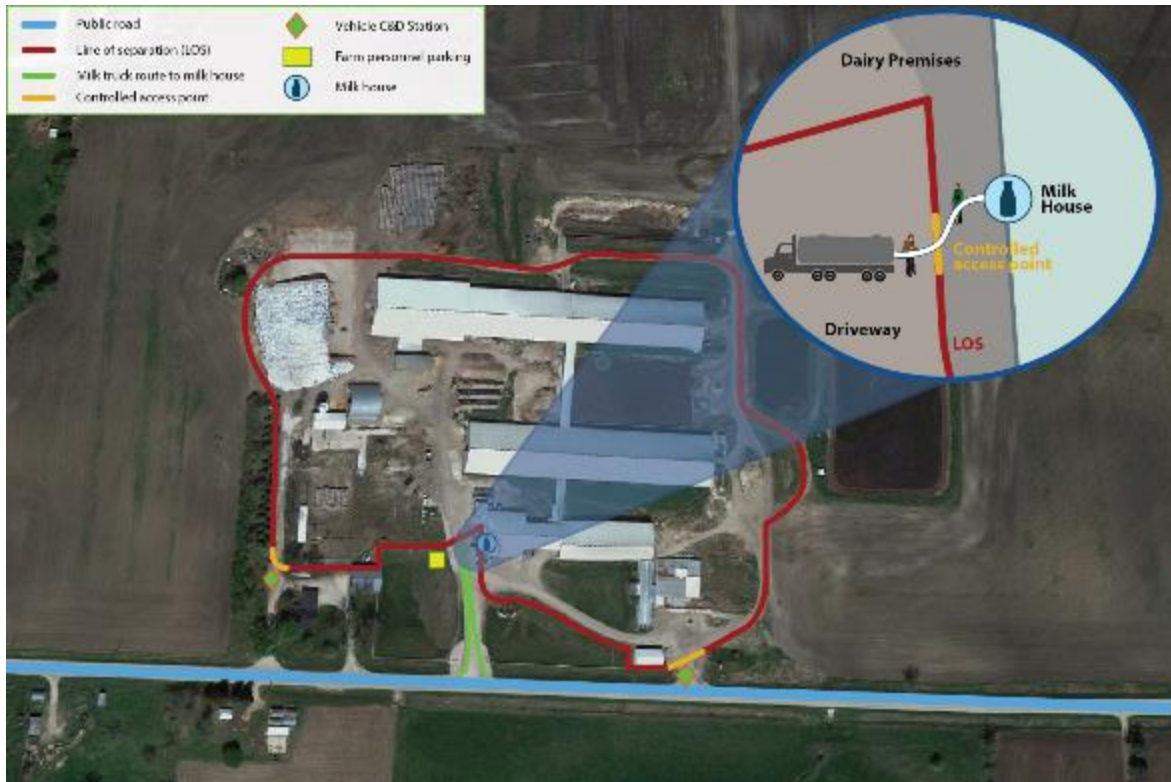 Public road
Line of separation (LOS)
Milk truck route to milk house
Controlled access point
Vehicle C&D Station
Farm personnel parking
Milk house
Dairy Premises
Milk
House
Controlled
access point
Driveway
LOS